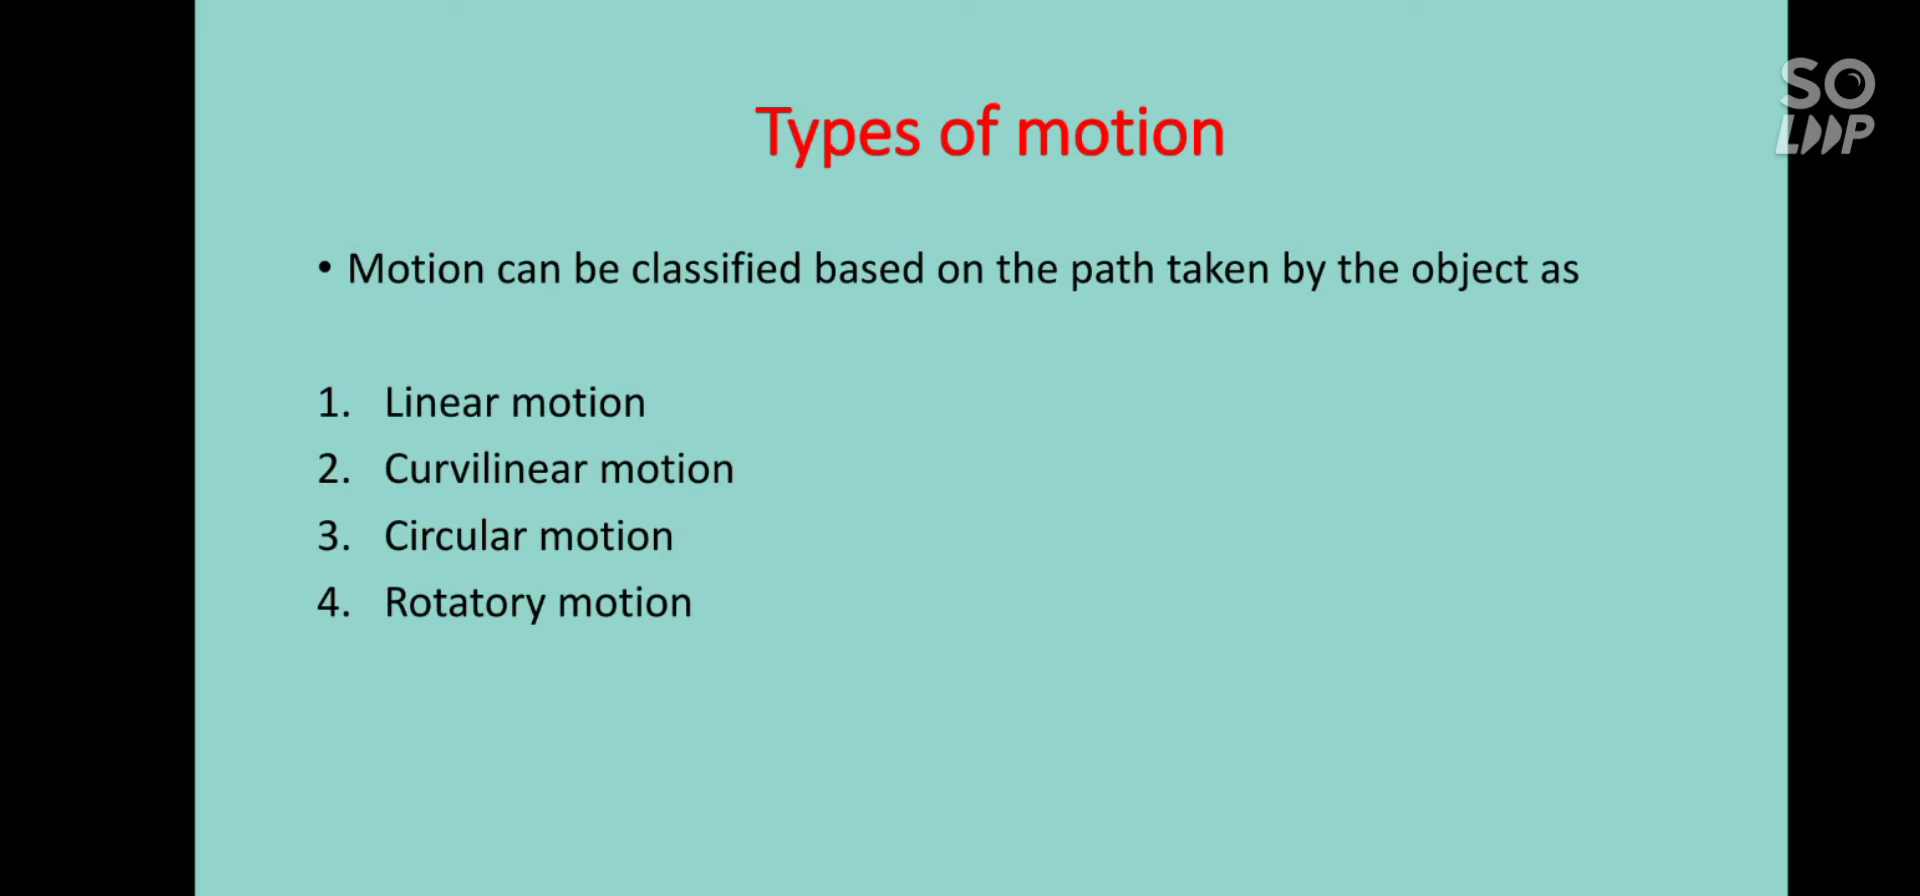 Types of motion
• Motion can be classified based on the path taken by the object as
1. Linear motion
2. Curvilinear motion
3. Circular motion
4. Rotatory motion
SO
LOOP